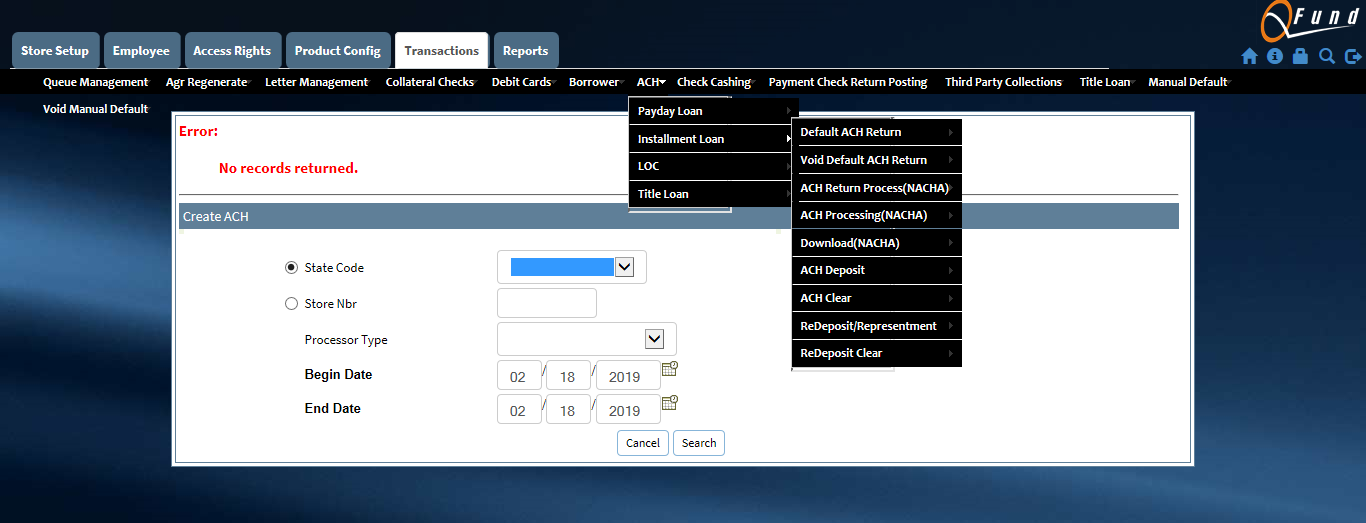 QFund
Store Setup Employee Access Rights Product Config Transactions Reports
Queue Management Agr Regenerate Letter Management Collateral Checks Debit Cards Borrower ACH Check Cashing Payment Check Return Posting Third Party Collections Title Loan Manual Default
Void Manual Default
Payday Loan
Installment Loan
LOC
Title Loan
Default ACH Return
Void Default ACH Return
ACH Return Process(NACHA)
ACH Processing(NACHA)
Download(NACHA)
ACH Deposit
ACH Clear
ReDeposit/Representment
ReDeposit Clear
Error:
No records returned.
Create ACH
State Code
Store Nbr
Processor Type
Begin Date 02 / 18 / 2019
End Date 02 / 18 / 2019
Cancel Search